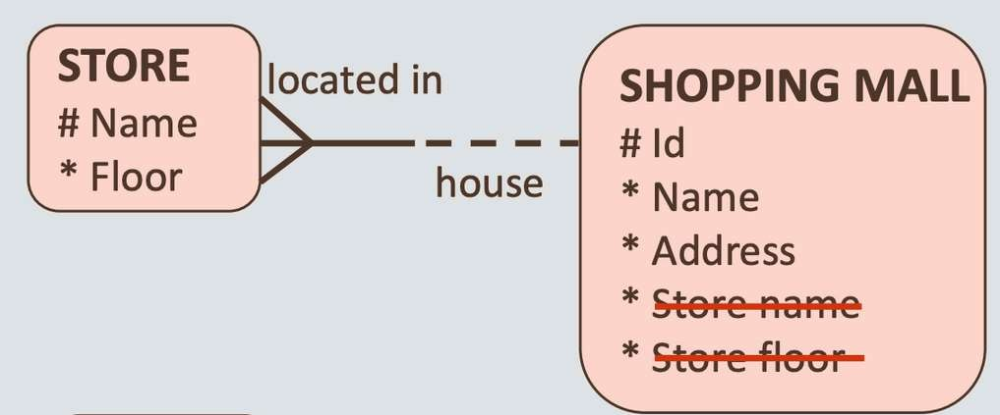 STORE
# Name
* Floor
located in
house
SHOPPING MALL
# Id
* Name
* Address
* Store name
* Store floor